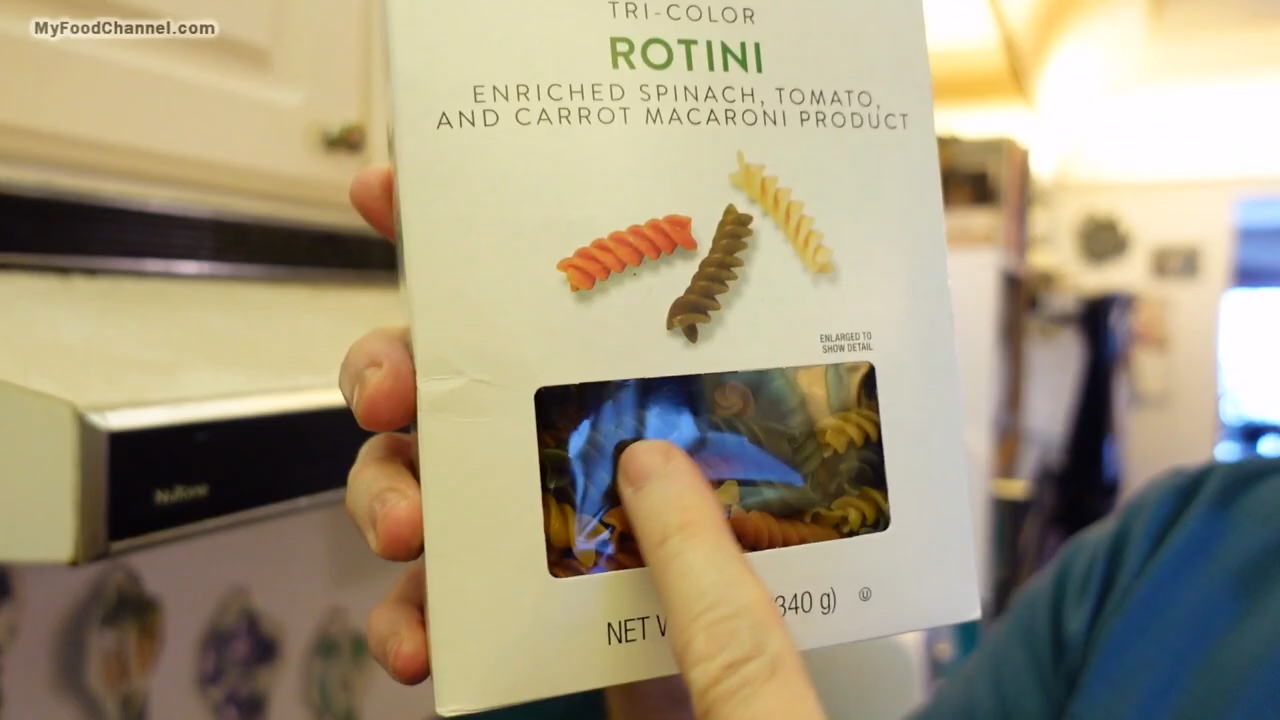 MyFoodChannel.com
TRI-COLOR
ROTINI
ENRICHED SPINACH, TOMATO,
AND CARROT MACARONI PRODUCT
ENLARGED TO
SHOW DETAIL
NuTone
NET 340 g)
U